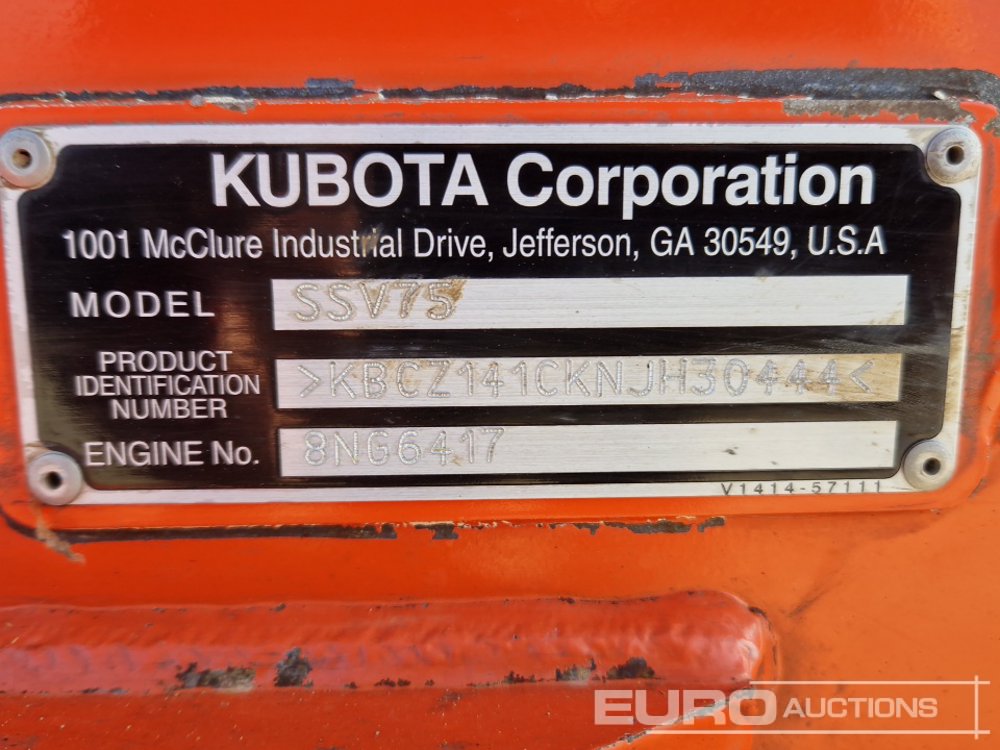 KUBOTA Corporation
1001 McClure Industrial Drive, Jefferson, GA 30549, U.S.A
MODEL SSV75
PRODUCT
IDENTIFICATION
NUMBER
>KBCZ141CKNJH30444<
ENGINE No. 8NG6417
V1414-57111
EURO AUCTIONS